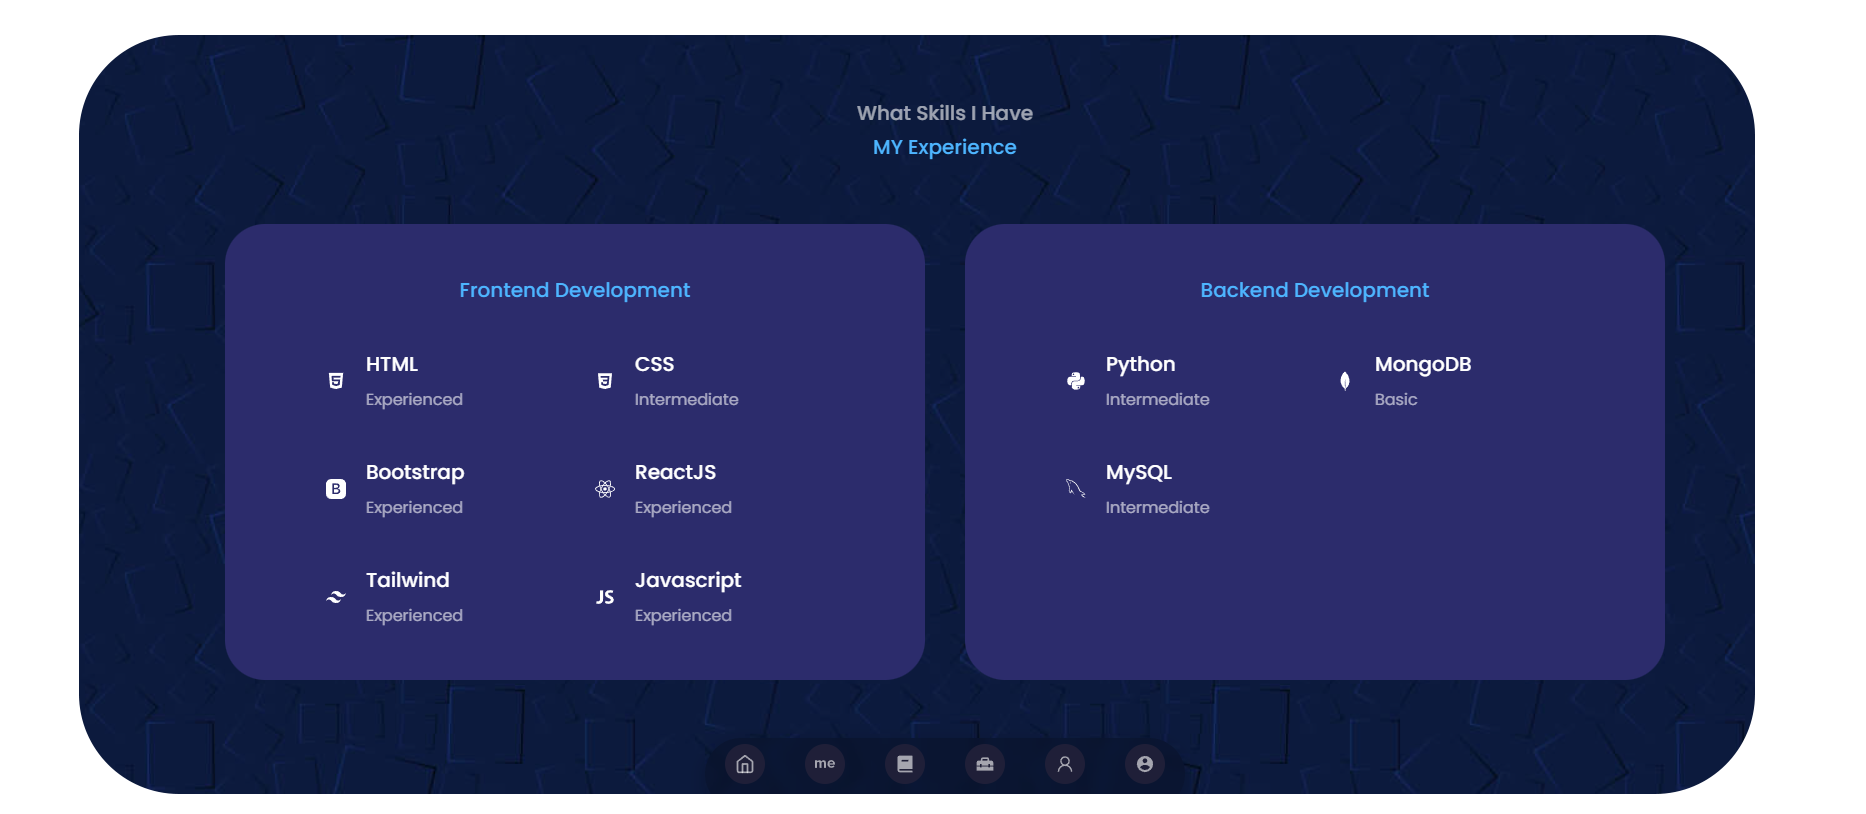 What Skills I Have
MY Experience
Frontend Development
HTML
Experienced
CSS
Intermediate
B
Bootstrap
Experienced
ReactJS
Experienced
Tailwind
Experienced
JS
Javascript
Experienced
Backend Development
Python
Intermediate
MongoDB
Basic
MySQL
Intermediate
me